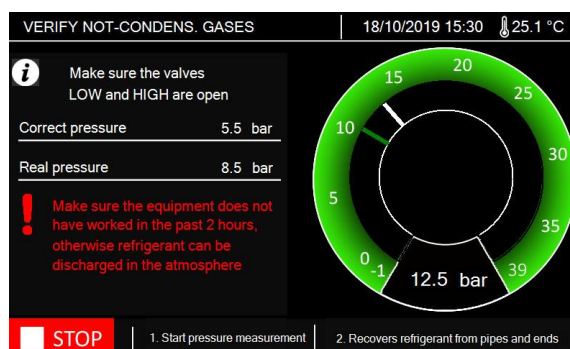 VERIFY NOT-CONDENS. GASES
18/10/2019 15:30
25.1 °C
i
Make sure the valves
LOW and HIGH are open
Correct pressure 5.5 bar
Real pressure 8.5 bar
! Make sure the equipment does not
have worked in the past 2 hours,
otherwise refrigerant can be
discharged in the atmosphere
-1
0
5
10
15
20
25
30
35
39
12.5 bar
STOP
1. Start pressure measurement
2. Recovers refrigerant from pipes and ends